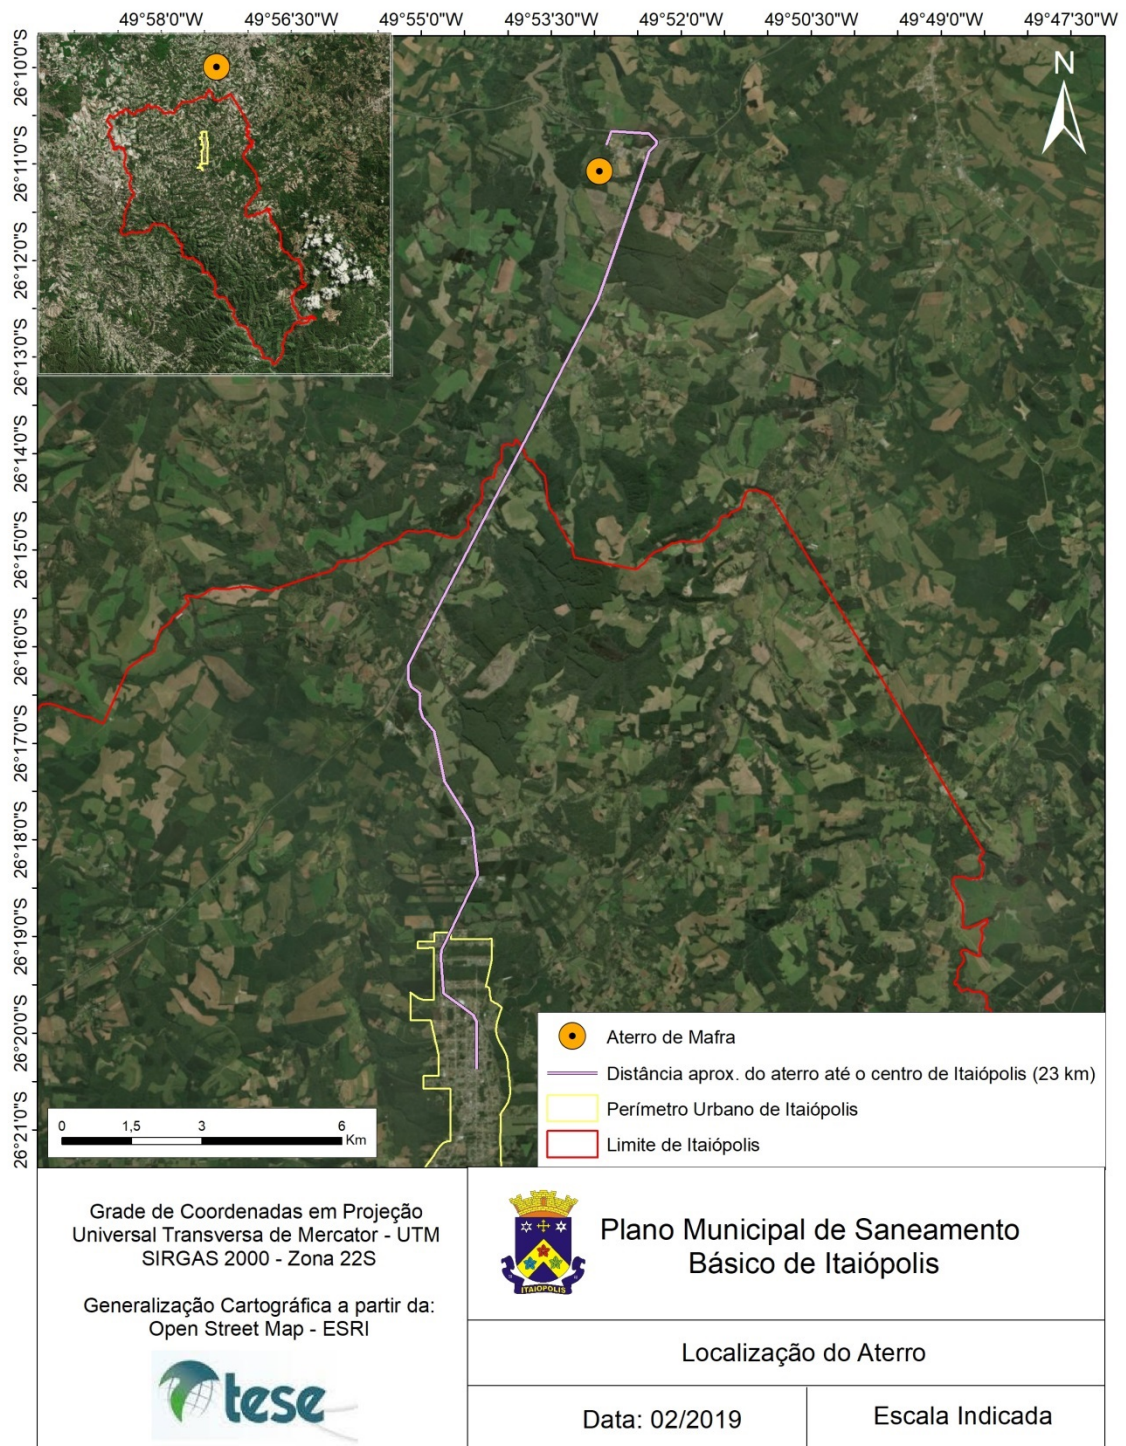 49°58'0"W 49°56'30"W 49°55'0"W 49°53'30"W 49°52'0"W 49°50'30"W 49°49'0"W 49°47'30"W
26°10'0"S
26°11'0"S
26°12'0"S
26°13'0"S
26°14'0"S
26°15'0"S
26°16'0"S
26°17'0"S
26°18'0"S
26°19'0"S
26°20'0"S
26°21'0"S
N
Aterro de Mafra
Distância aprox. do aterro até o centro de Itaiópolis (23 km)
Perímetro Urbano de Itaiópolis
Limite de Itaiópolis
0 1,5 3 6
Km
Grade de Coordenadas em Projeção
Universal Transversa de Mercator - UTM
SIRGAS 2000 - Zona 22S
Generalização Cartográfica a partir da:
Open Street Map - ESRI
tese
ITAIOPOLIS
Plano Municipal de Saneamento
Básico de Itaiópolis
Localização do Aterro
Data: 02/2019
Escala Indicada